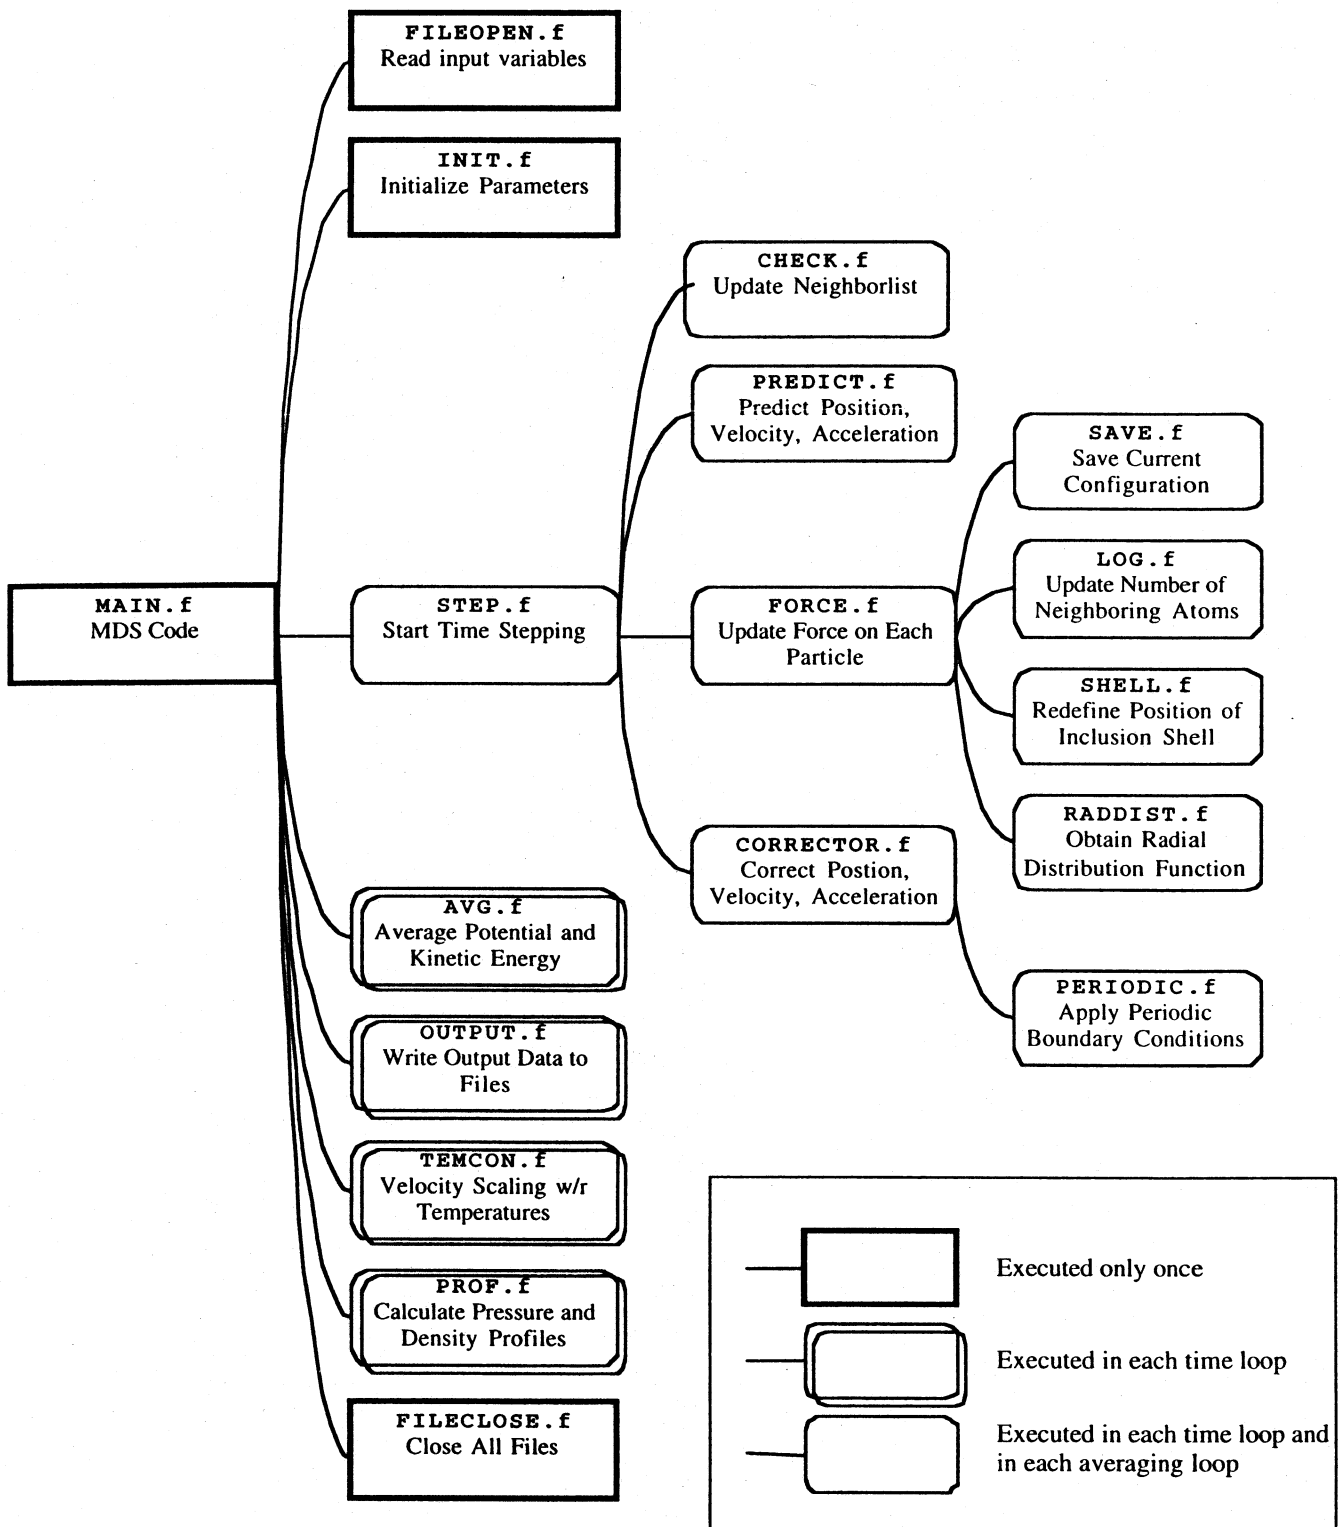 FILEOPEN.f
Read input variables
INIT.f
Initialize Parameters
CHECK.f
Update Neighborlist
PREDICT.f
Predict Position,
Velocity, Acceleration
SAVE.f
Save Current
Configuration
LOG.f
Update Number of
Neighboring Atoms
MAIN.f
MDS Code
STEP.f
Start Time Stepping
FORCE.f
Update Force on Each
Particle
SHELL.f
Redefine Position of
Inclusion Shell
RADDIST.f
Obtain Radial
Distribution Function
CORRECTOR.f
Correct Postion,
Velocity, Acceleration
AVG.f
Average Potential and
Kinetic Energy
PERIODIC.f
Apply Periodic
Boundary Conditions
OUTPUT.f
Write Output Data to
Files
TEMCON.f
Velocity Scaling w/r
Temperatures
PROF.f
Calculate Pressure and
Density Profiles
FILECLOSE.f
Close All Files
Executed only once
Executed in each time loop
Executed in each time loop and
in each averaging loop